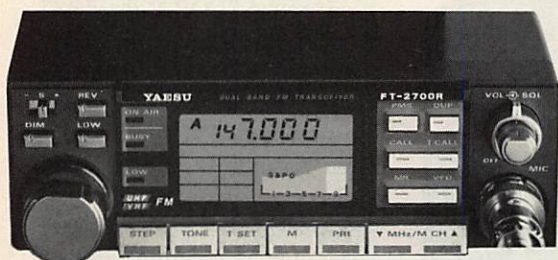 - S +
REV
DIM
LOW
YAESU
DUAL BAND FM TRANSCEIVER
FT-2700R
ON AIR
BUSY
LOW
UHF
VHF
FM
A 147.000
S&PO
1-3-5-7-9
PMS
DUP
CALL
T CALL
MR
VFO
VOL
SQL
OFF
MIC
STEP
TONE
T SET
M
PRI
▼ MHz/M CH ▲